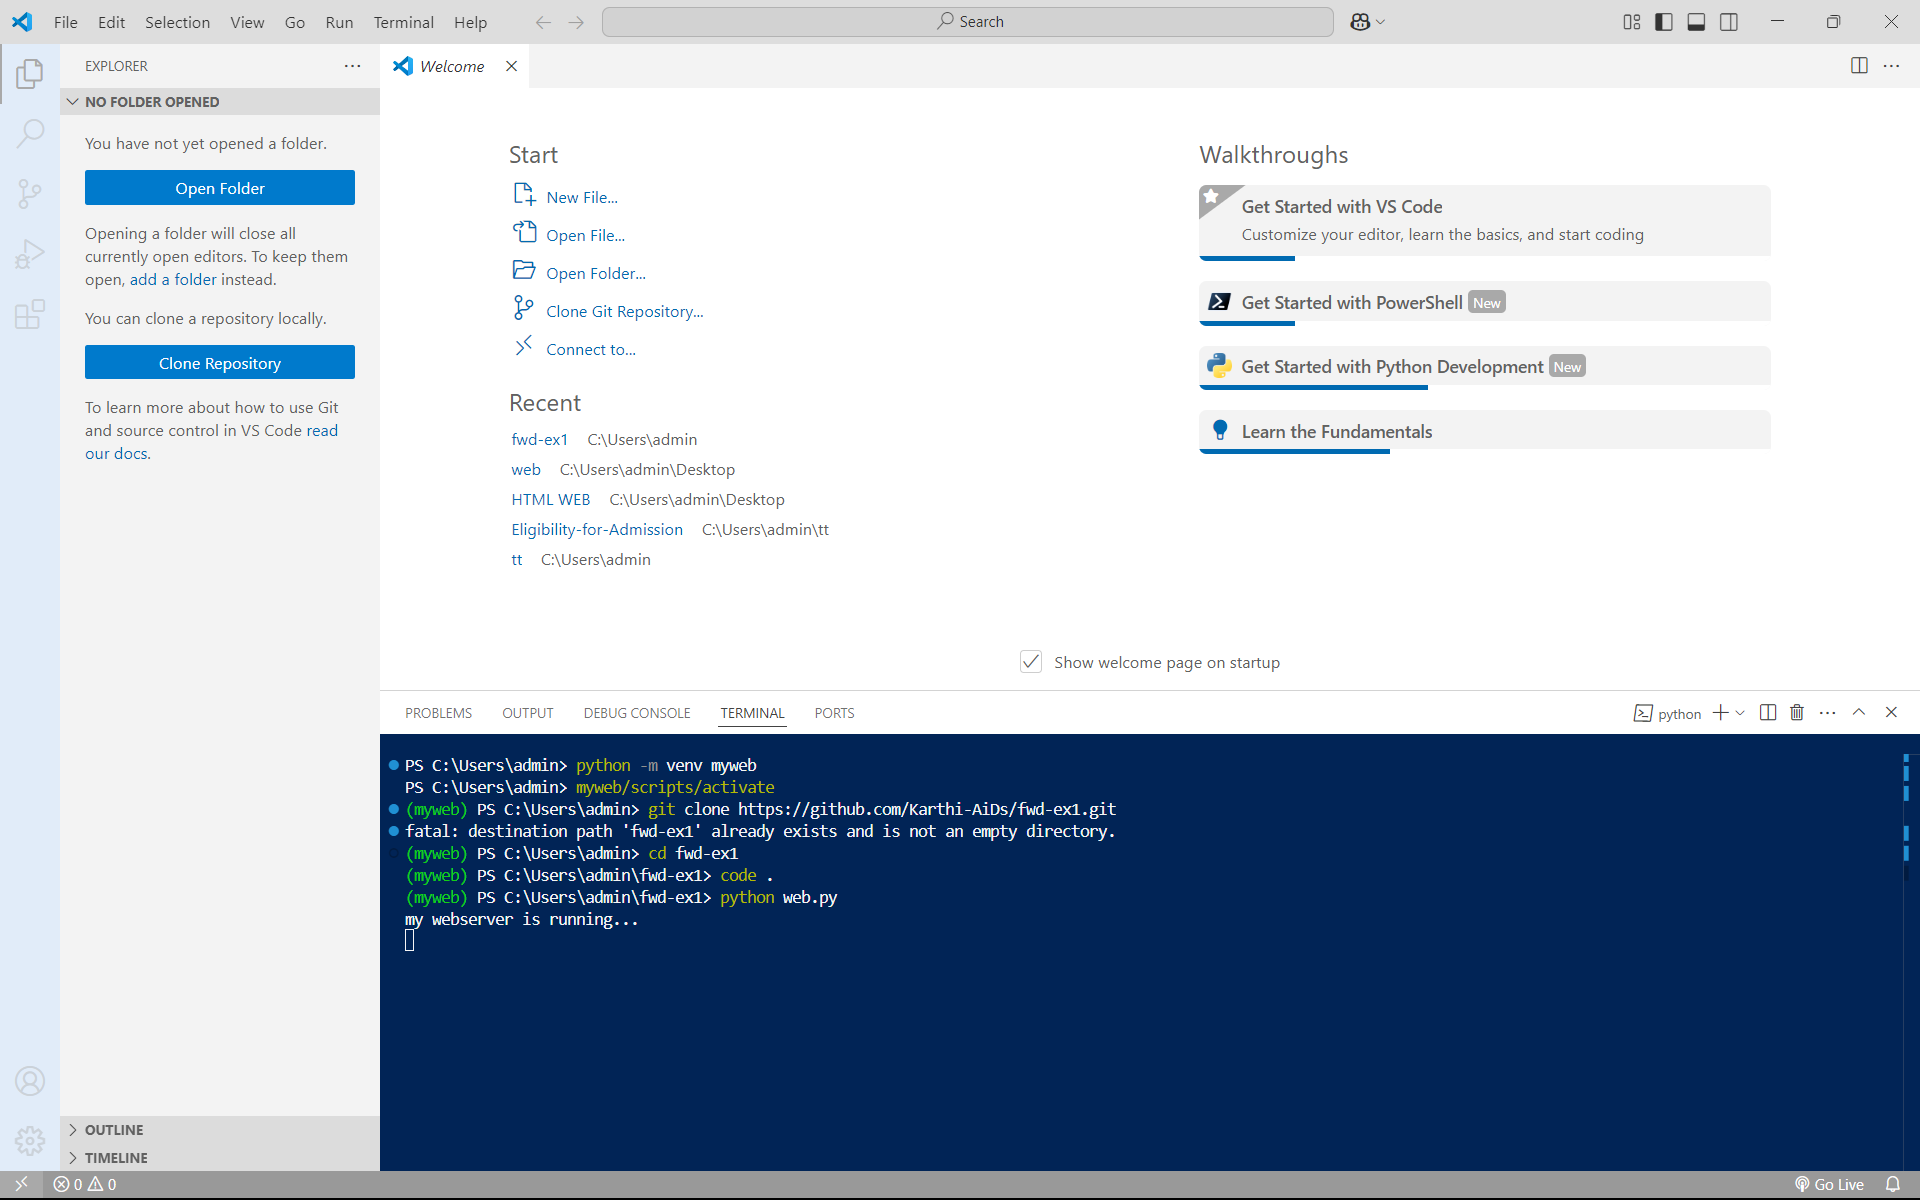 File Edit Selection View Go Run Terminal Help
Search
EXPLORER
NO FOLDER OPENED
You have not yet opened a folder.
Open Folder
Opening a folder will close all
currently open editors. To keep them
open, add a folder instead.
You can clone a repository locally.
Clone Repository
To learn more about how to use Git
and source control in VS Code read
our docs.
OUTLINE
TIMELINE
Welcome
Start
New File...
Open File...
Open Folder...
Clone Git Repository...
Connect to...
Recent
fwd-ex1 C:\Users\admin
web C:\Users\admin\Desktop
HTML WEB C:\Users\admin\Desktop
Eligibility-for-Admission C:\Users\admin\tt
tt C:\Users\admin
Walkthroughs
Get Started with VS Code
Customize your editor, learn the basics, and start coding
Get Started with PowerShell New
Get Started with Python Development New
Learn the Fundamentals
Show welcome page on startup
PROBLEMS OUTPUT DEBUG CONSOLE TERMINAL PORTS
python
PS C:\Users\admin> python -m venv myweb
PS C:\Users\admin> myweb/scripts/activate
(myweb) PS C:\Users\admin> git clone https://github.com/Karthi-AiDs/fwd-ex1.git
fatal: destination path 'fwd-ex1' already exists and is not an empty directory.
(myweb) PS C:\Users\admin> cd fwd-ex1
(myweb) PS C:\Users\admin\fwd-ex1> code .
(myweb) PS C:\Users\admin\fwd-ex1> python web.py
my webserver is running...
0 0
Go Live